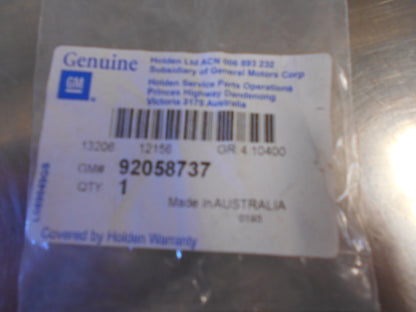 Genuine
GM
Holden Ltd ACN 006 893 232
Subsidiary of General Motors Corp
Holden Service Parts Operations
Princes Highway Dandenong
Victoria 3175 Australia
13206 12156 GR 4.10400
GM# 92058737
QTY 1
Made in AUSTRALIA
Covered by Holden Warranty